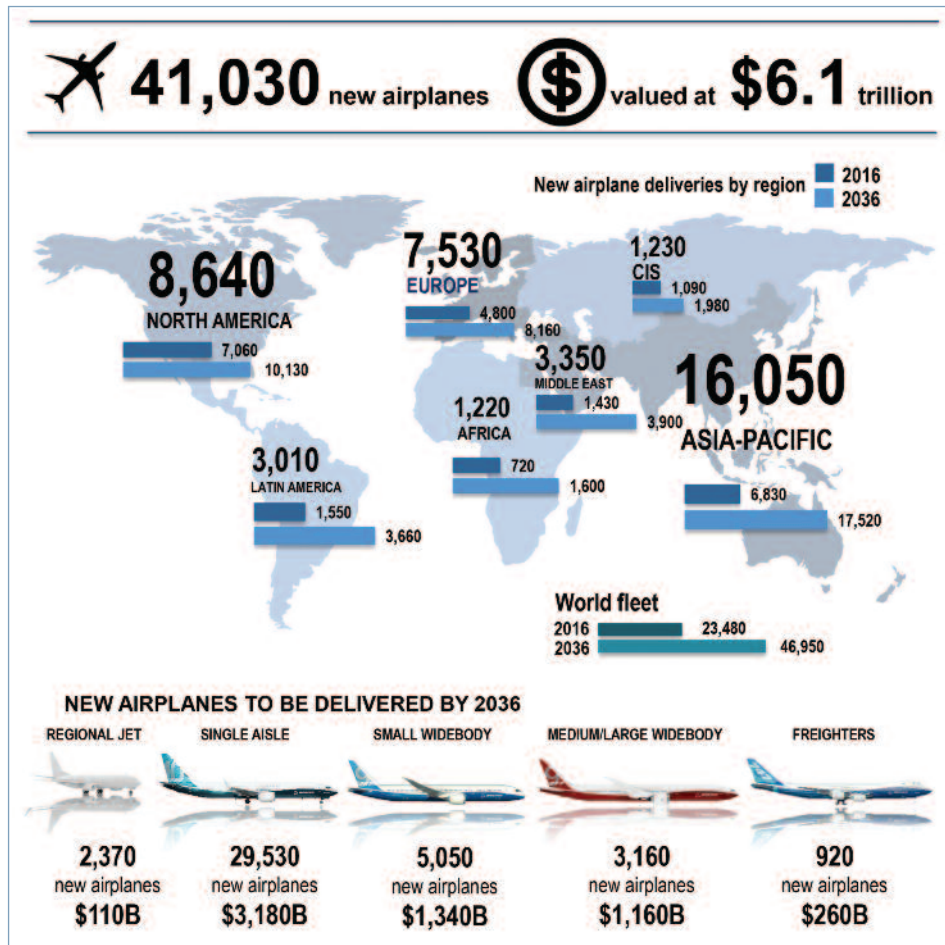 41,030 new airplanes $ valued at $6.1 trillion
New airplane deliveries by region
2016
2036
8,640
NORTH AMERICA
7,060
10,130
7,530
EUROPE
4,800
8,160
1,230
CIS
1,090
1,980
3,350
MIDDLE EAST
1,430
3,900
16,050
ASIA-PACIFIC
6,830
17,520
1,220
AFRICA
720
1,600
3,010
LATIN AMERICA
1,550
3,660
World fleet
2016 23,480
2036 46,950
NEW AIRPLANES TO BE DELIVERED BY 2036
REGIONAL JET SINGLE AISLE SMALL WIDEBODY MEDIUM/LARGE WIDEBODY FREIGHTERS
2,370 29,530 5,050 3,160 920
new airplanes new airplanes new airplanes new airplanes new airplanes
$110B $3,180B $1,340B $1,160B $260B